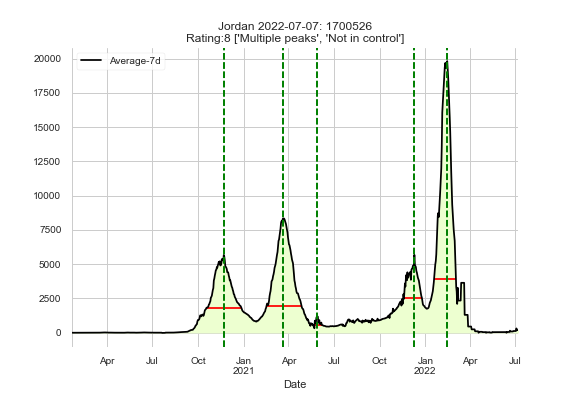 Jordan 2022-07-07: 1700526
Rating:8 ['Multiple peaks', 'Not in control']
Average-7d
20000
17500
15000
12500
10000
7500
5000
2500
0
Apr Jul Oct Jan Apr Jul Oct Jan Apr Jul
2021 2022
Date